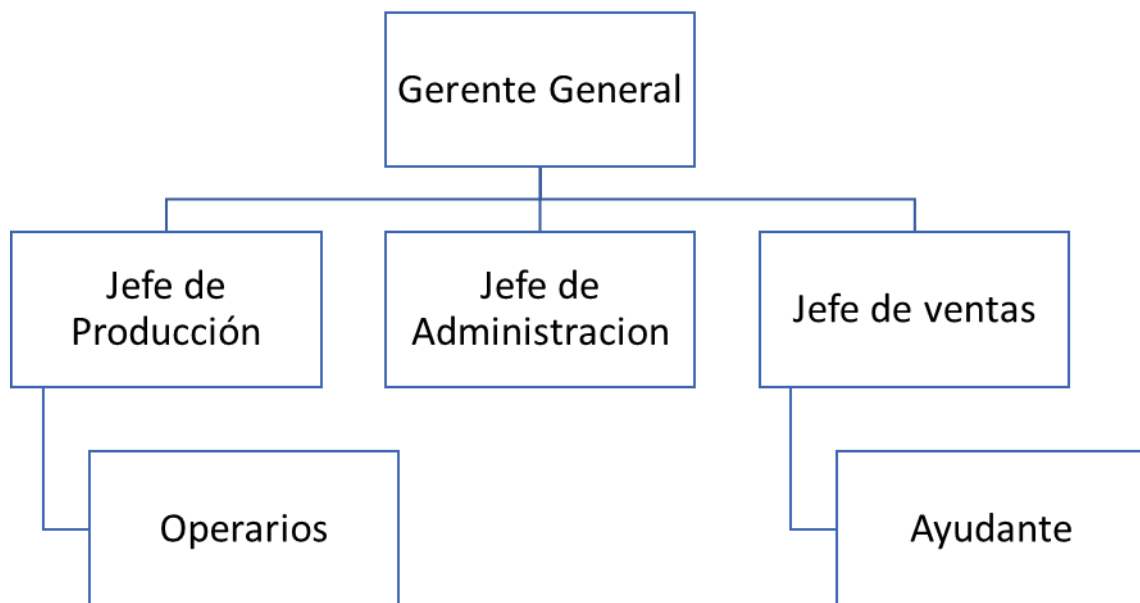 Gerente General
Jefe de
Producción
Jefe de
Administracion
Jefe de ventas
Operarios
Ayudante